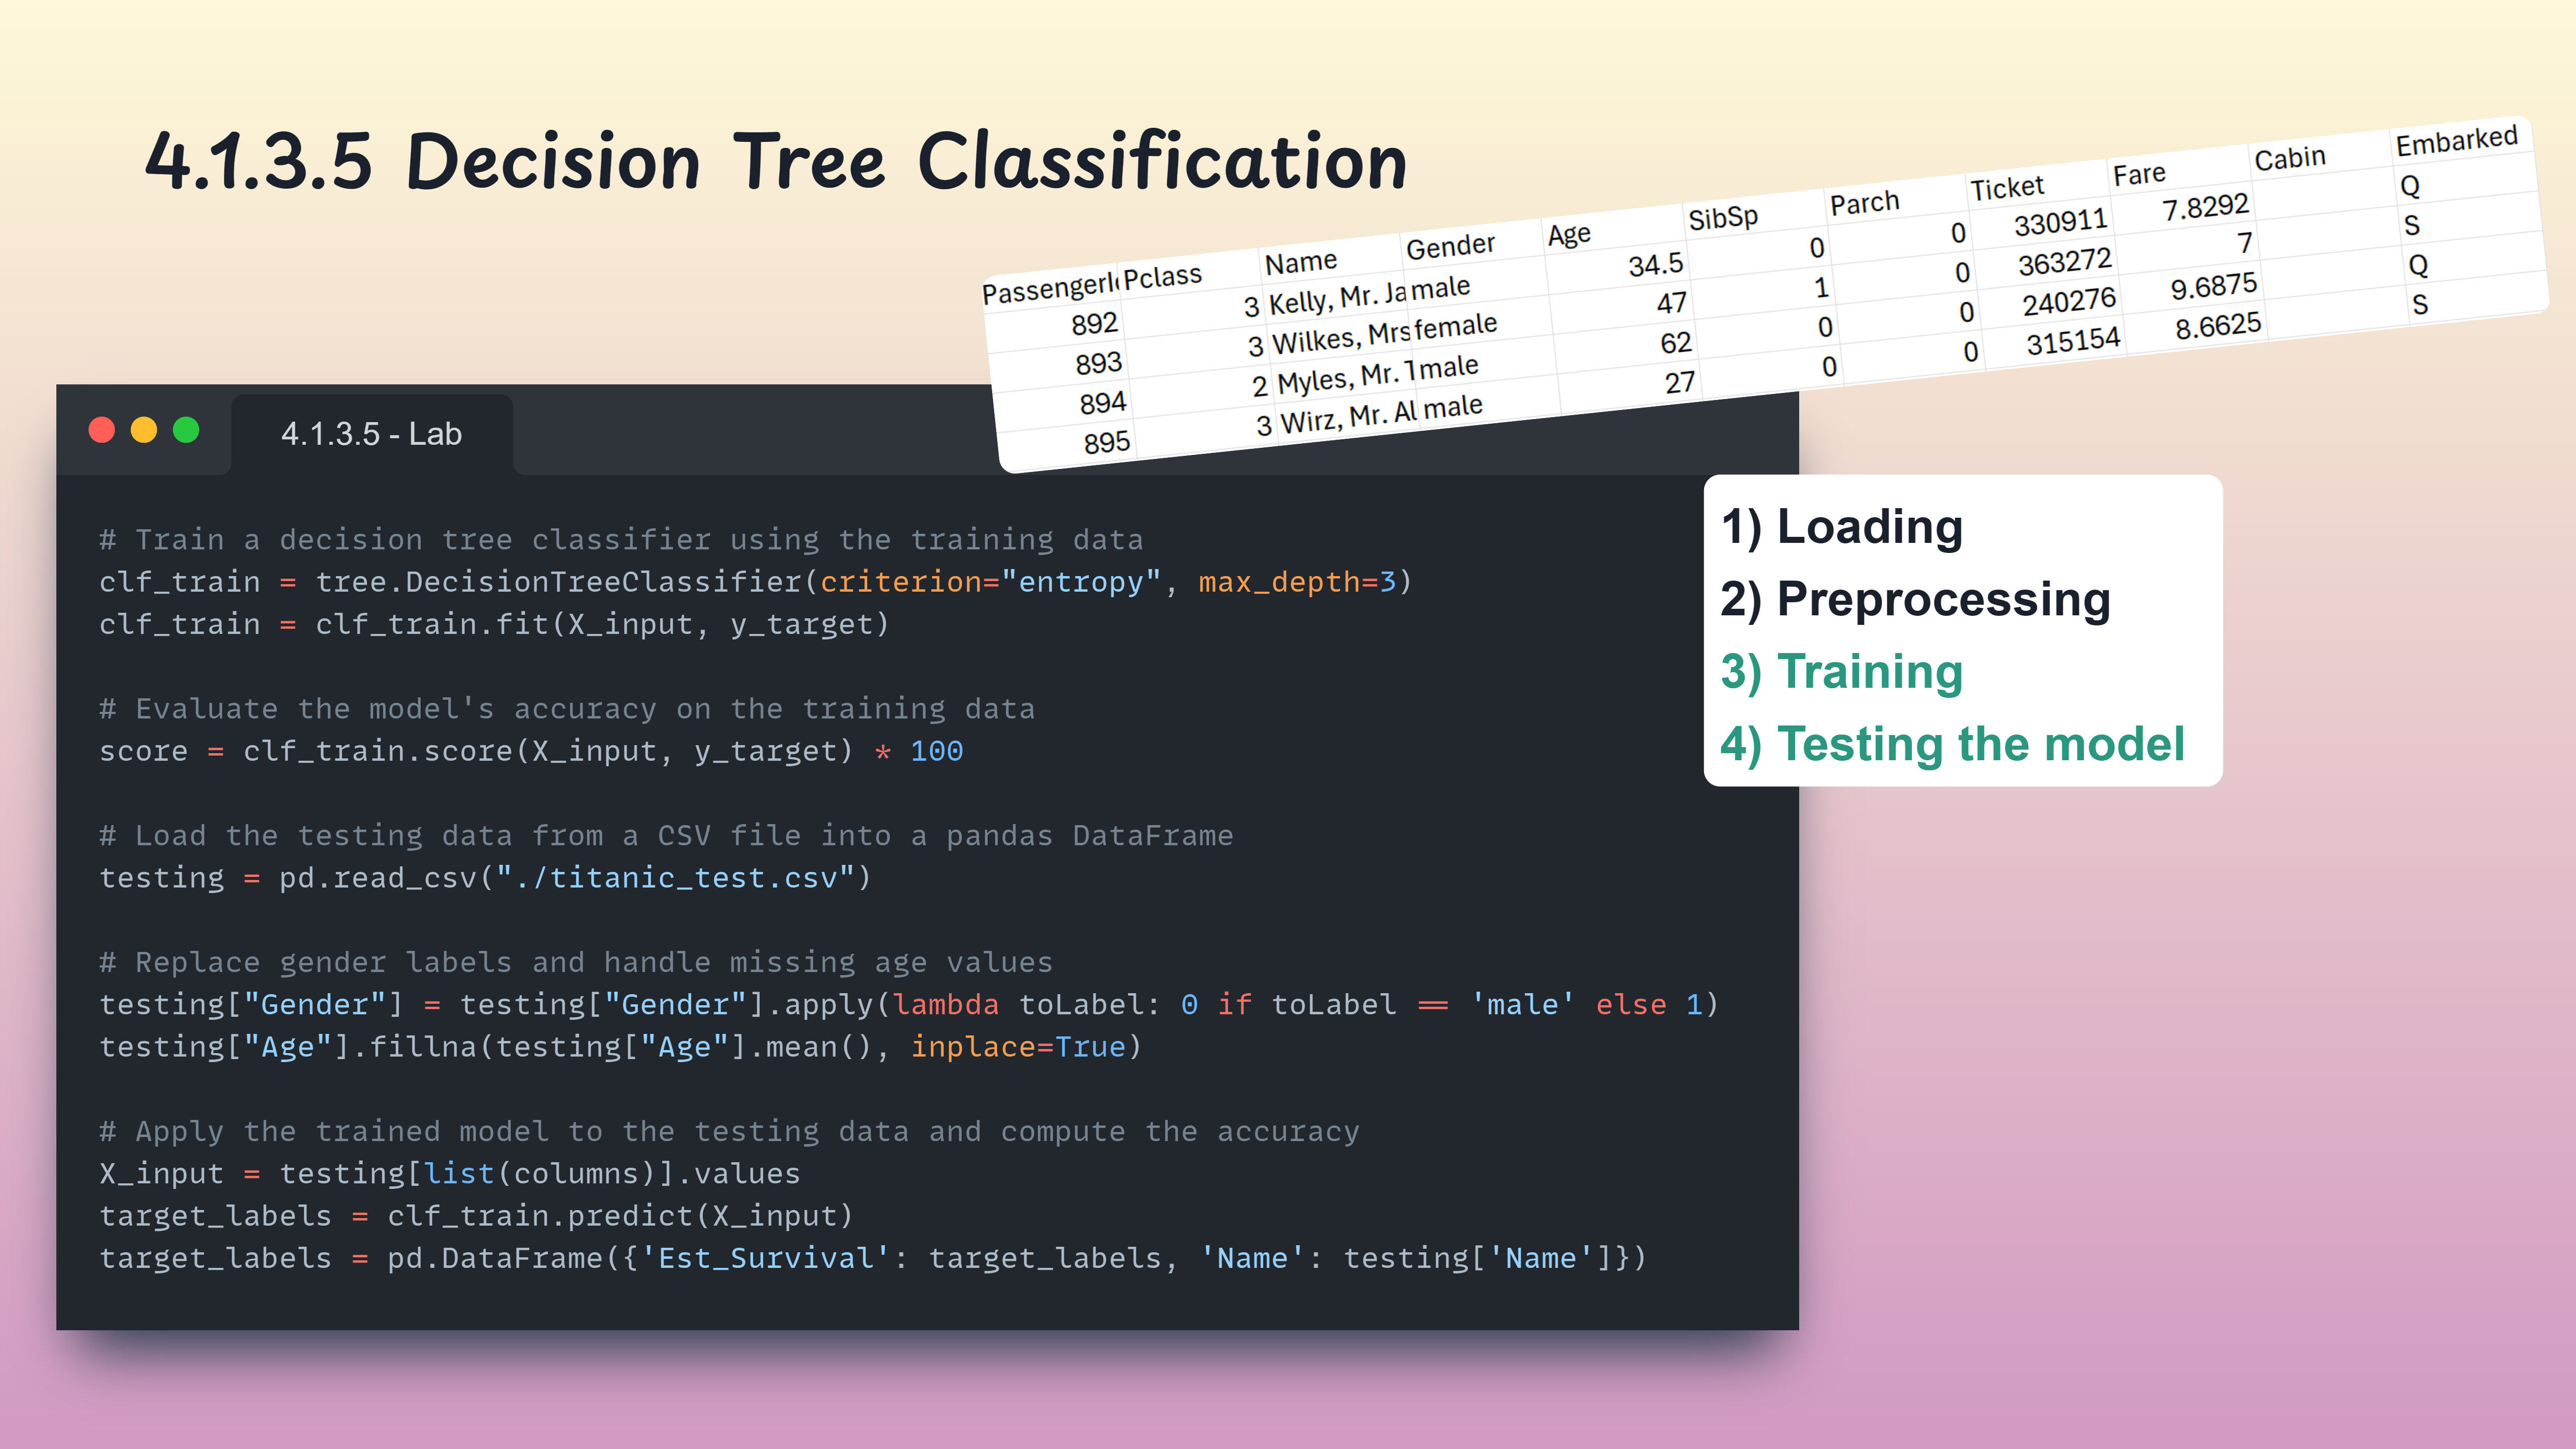 4.1.3.5 Decision Tree Classification
PassengerId Pclass Name Gender Age SibSp Parch Ticket Fare Cabin Embarked
892 3 Kelly, Mr. Ja male 34.5 0 0 330911 7.8292 Q
893 3 Wilkes, Mrs female 47 1 0 363272 7 S
894 2 Myles, Mr. T male 62 0 0 240276 9.6875 Q
895 3 Wirz, Mr. Al male 27 0 0 315154 8.6625 S
4.1.3.5 - Lab
# Train a decision tree classifier using the training data
clf_train = tree.DecisionTreeClassifier(criterion="entropy", max_depth=3)
clf_train = clf_train.fit(X_input, y_target)
# Evaluate the model's accuracy on the training data
score = clf_train.score(X_input, y_target) * 100
# Load the testing data from a CSV file into a pandas DataFrame
testing = pd.read_csv("./titanic_test.csv")
# Replace gender labels and handle missing age values
testing["Gender"] = testing["Gender"].apply(lambda toLabel: 0 if toLabel == 'male' else 1)
testing["Age"].fillna(testing["Age"].mean(), inplace=True)
# Apply the trained model to the testing data and compute the accuracy
X_input = testing[list(columns)].values
target_labels = clf_train.predict(X_input)
target_labels = pd.DataFrame({'Est_Survival': target_labels, 'Name': testing['Name']})
1) Loading
2) Preprocessing
3) Training
4) Testing the model